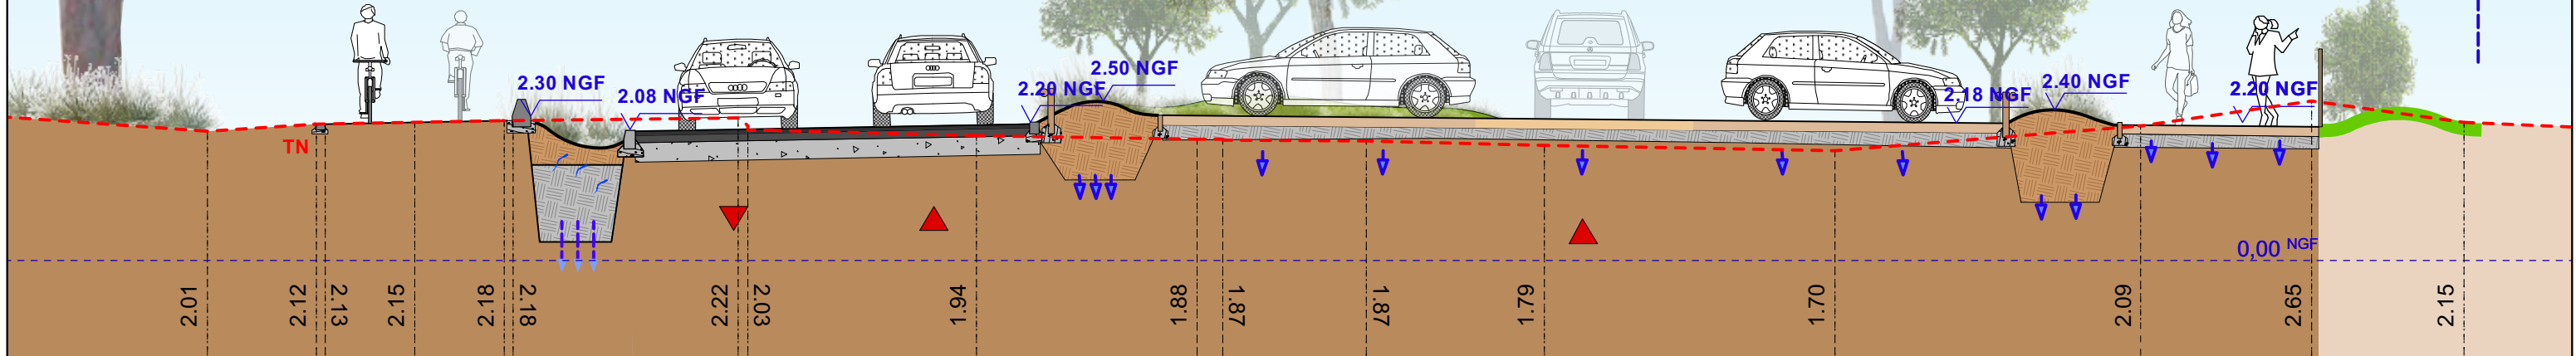 2.30 NGF
2.08 NGF
2.20 NGF
2.50 NGF
2.18 NGF
2.40 NGF
2.20 NGF
TN
0,00 NGF
2.01
2.12
2.13
2.15
2.18
2.18
2.22
2.03
1.94
1.88
1.87
1.87
1.79
1.70
2.09
2.65
2.15